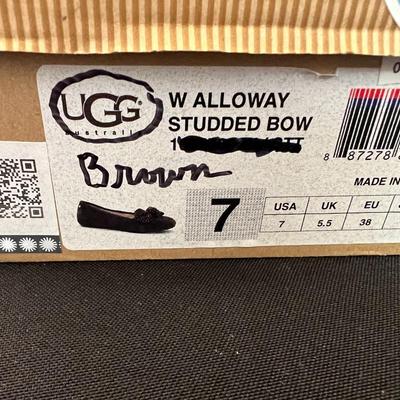 UGG
australia
W ALLOWAY
STUDDED BOW
Brown
7
USA UK EU
7 5.5 38
8 87278
MADE IN